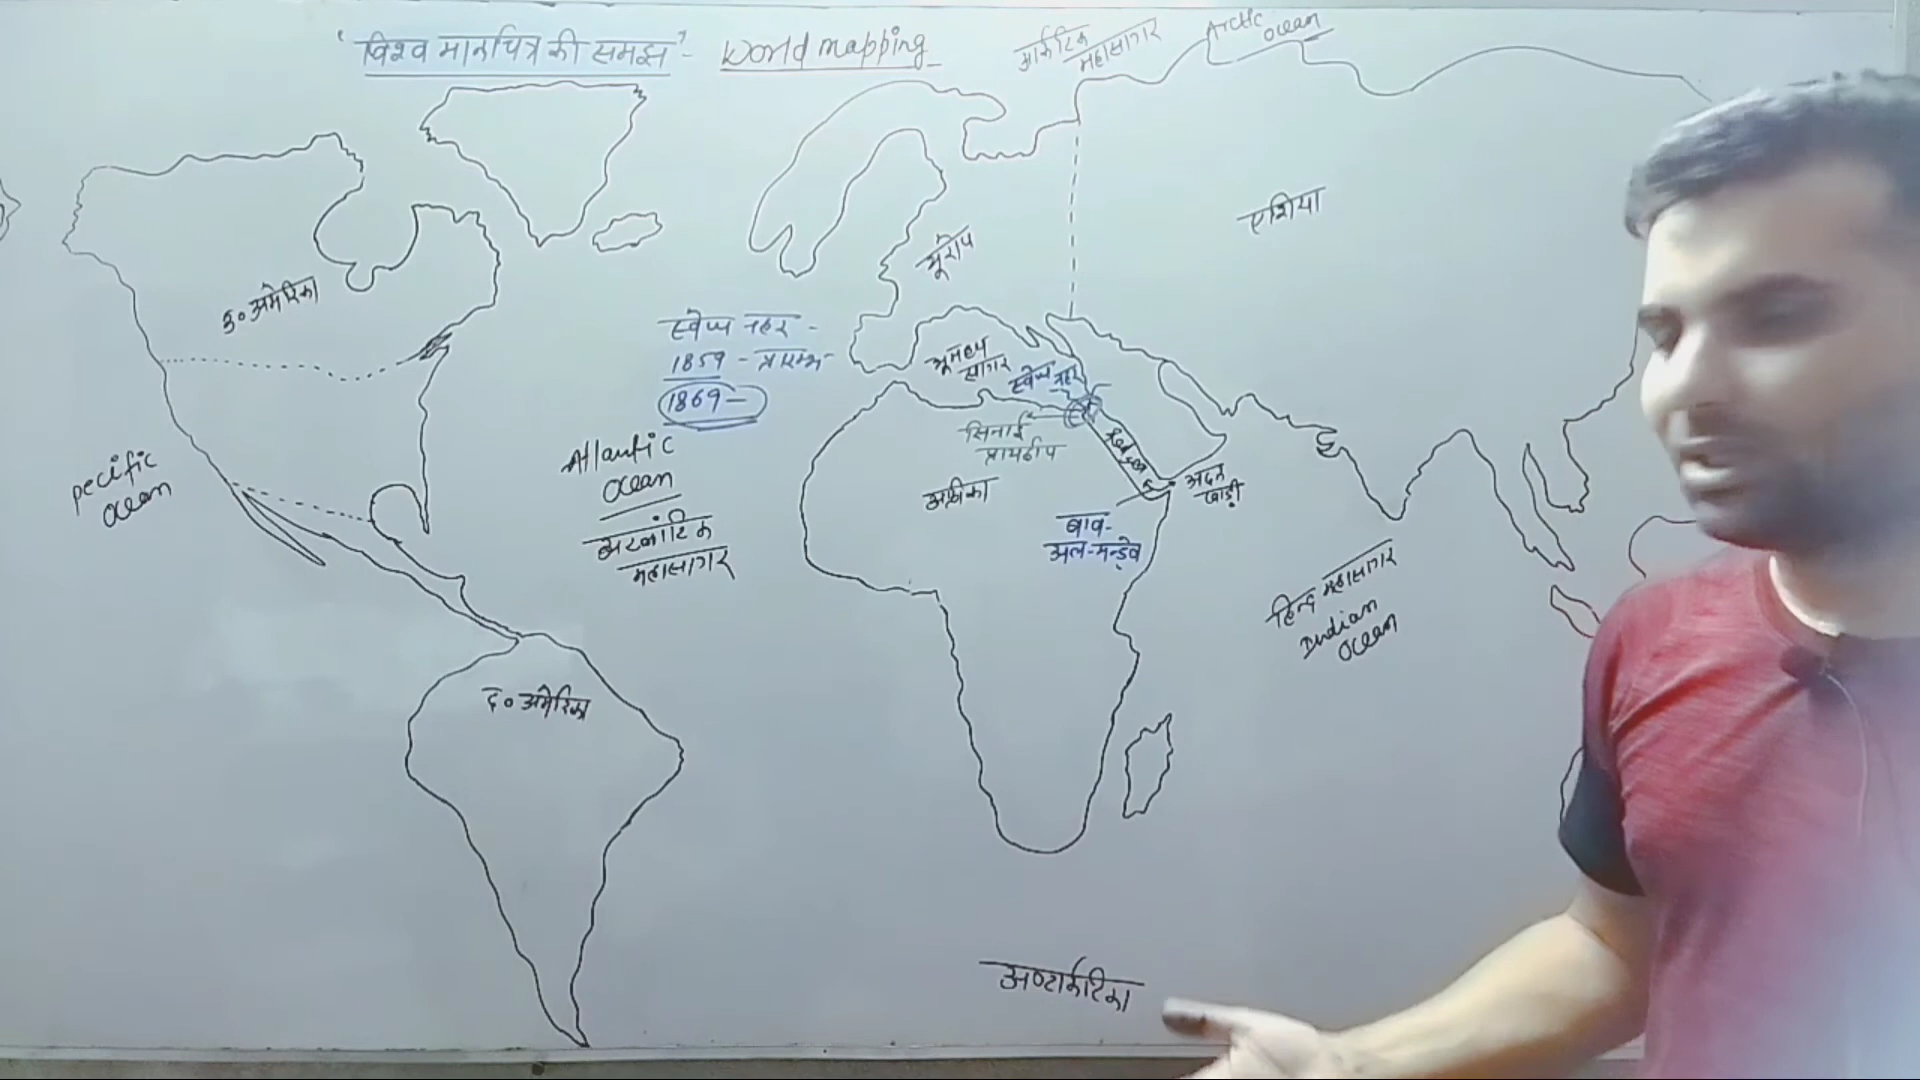 "विश्व मानचित्र की समझ" - World mapping
आर्कटिक
महासागर
Arctic
ocean
एशिया
यूरोप
उ० अमेरिका
स्वेज नहर -
1859 - प्रारम्भ
1869 -
भूमध्य
सागर
स्वेज नहर
सिनाई
प्रायद्वीप
Red sea
अदन
खाड़ी
pecific
ocean
Atlantic
ocean
अटलांटिक
महासागर
अफ्रीका
बाब-
अल-मन्डेब
हिन्द महासागर
Indian
ocean
द० अमेरिका
अण्टार्कटिका